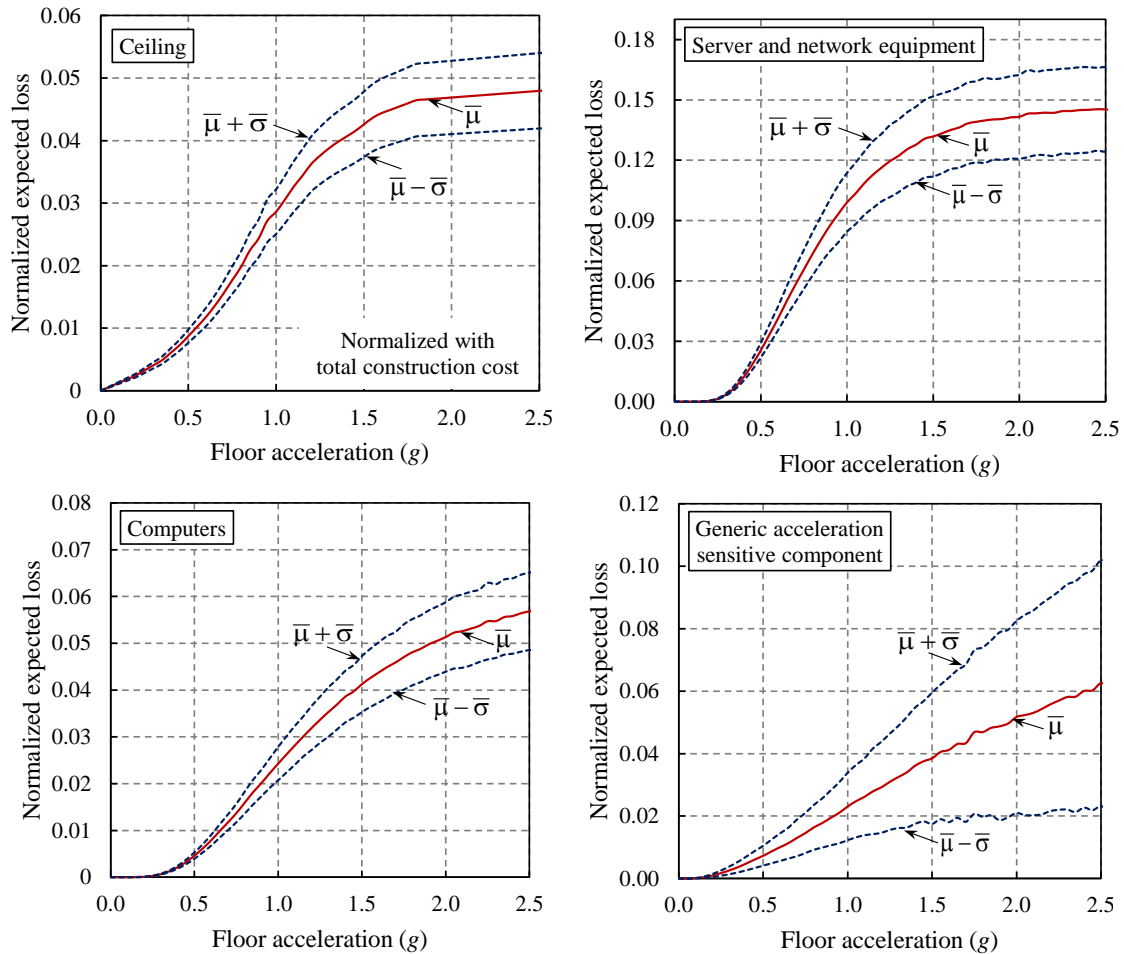 Ceiling
Normalized expected loss
0.06
0.05
0.04
0.03
0.02
0.01
0
μ̅ + σ̅
μ̅
μ̅ − σ̅
Normalized with
total construction cost
0.0 0.5 1.0 1.5 2.0 2.5
Floor acceleration (g)
Server and network equipment
Normalized expected loss
0.18
0.15
0.12
0.09
0.06
0.03
0.00
μ̅ + σ̅
μ̅
μ̅ − σ̅
0.0 0.5 1.0 1.5 2.0 2.5
Floor acceleration (g)
Computers
Normalized expected loss
0.08
0.07
0.06
0.05
0.04
0.03
0.02
0.01
0
μ̅ + σ̅
μ̅
μ̅ − σ̅
0.0 0.5 1.0 1.5 2.0 2.5
Floor acceleration (g)
Generic acceleration
sensitive component
Normalized expected loss
0.12
0.10
0.08
0.06
0.04
0.02
0.00
μ̅ + σ̅
μ̅
μ̅ − σ̅
0.0 0.5 1.0 1.5 2.0 2.5
Floor acceleration (g)